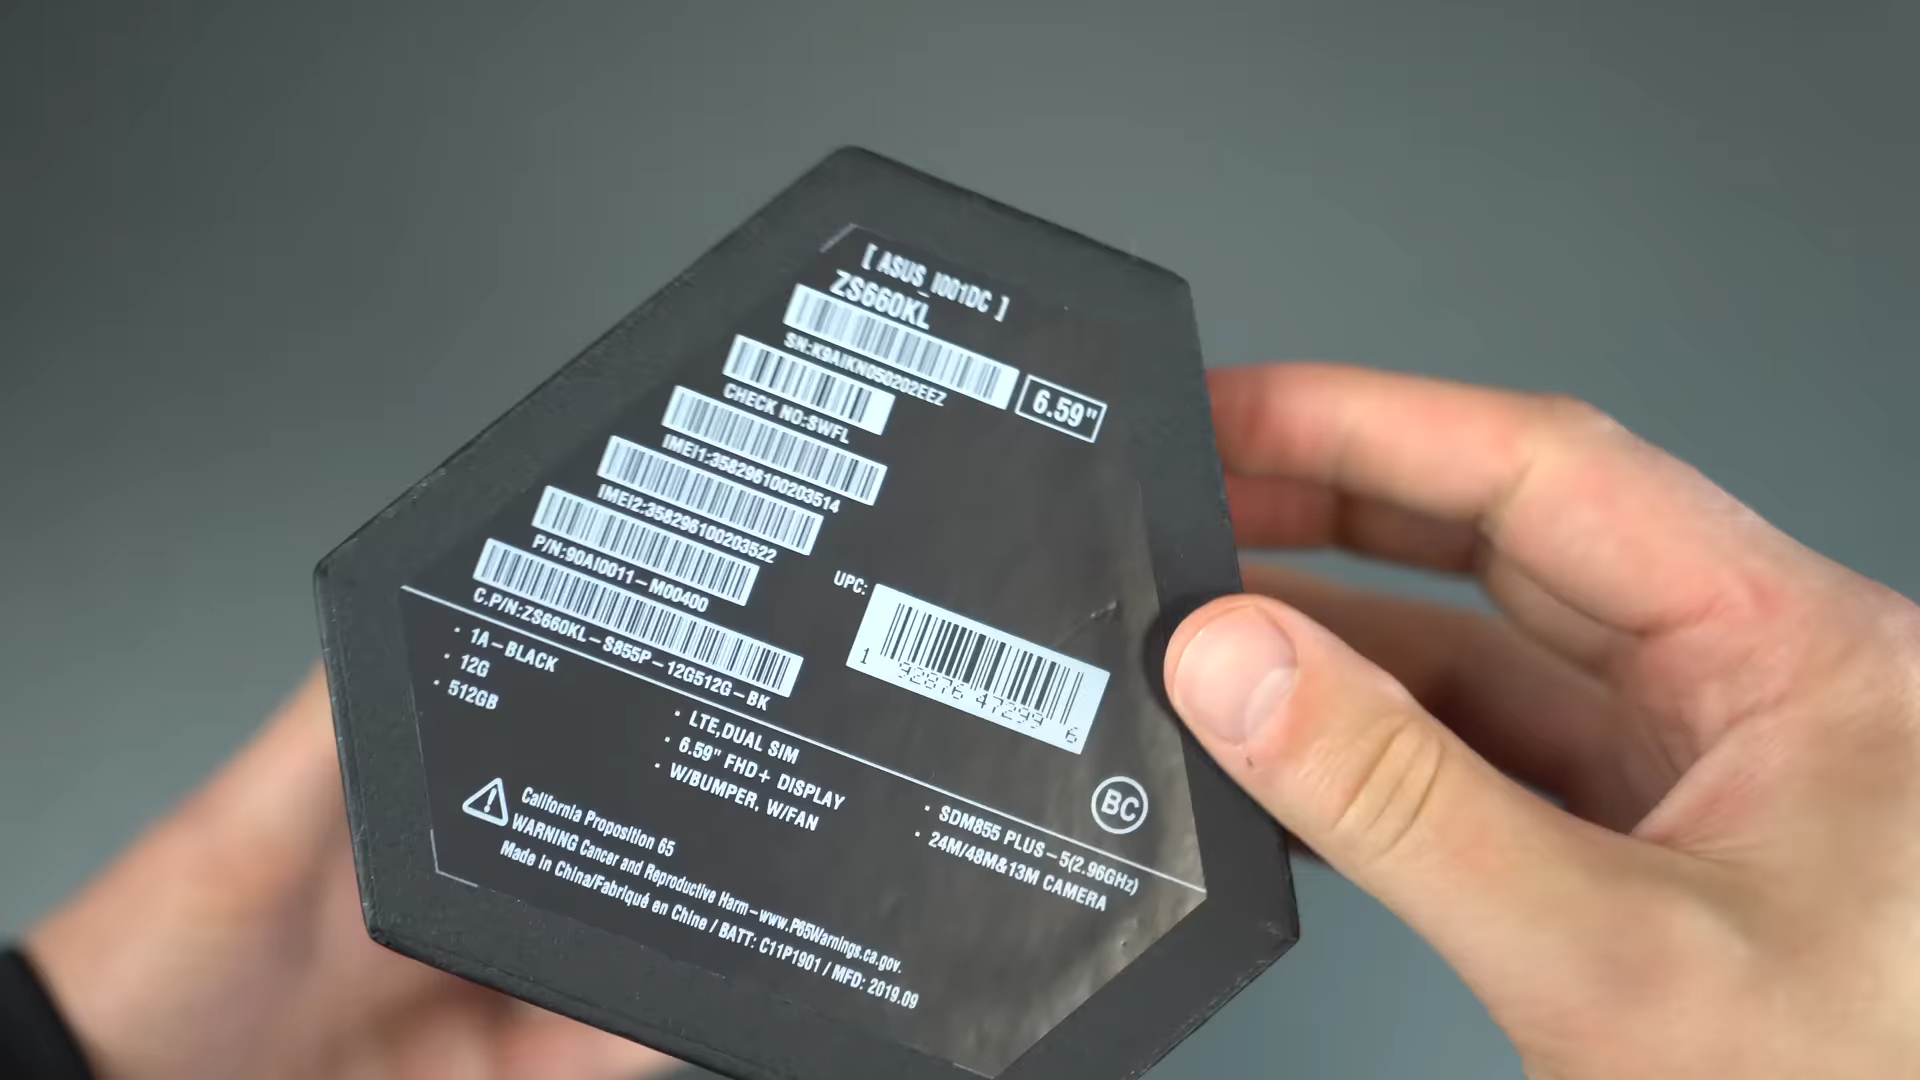 [ ASUS_I001DC ]
ZS660KL
SN:K9AIKN050202EEZ
6.59"
CHECK NO:SWFL
IMEI1:358296100203514
IMEI2:358296100203522
P/N:90AI0011-M00400
C.P/N:ZS660KL-S855P-12G512G-BK
UPC:
1 92876 47299 6
· 1A-BLACK
· 12G
· 512GB
· LTE,DUAL SIM
· 6.59" FHD+ DISPLAY
· W/BUMPER, W/FAN
· SDM855 PLUS-5(2.96GHz)
· 24M/48M&13M CAMERA
BC
California Proposition 65
WARNING Cancer and Reproductive Harm-www.P65Warnings.ca.gov.
Made in China/Fabriqué en Chine / BATT: C11P1901 / MFD: 2019.09